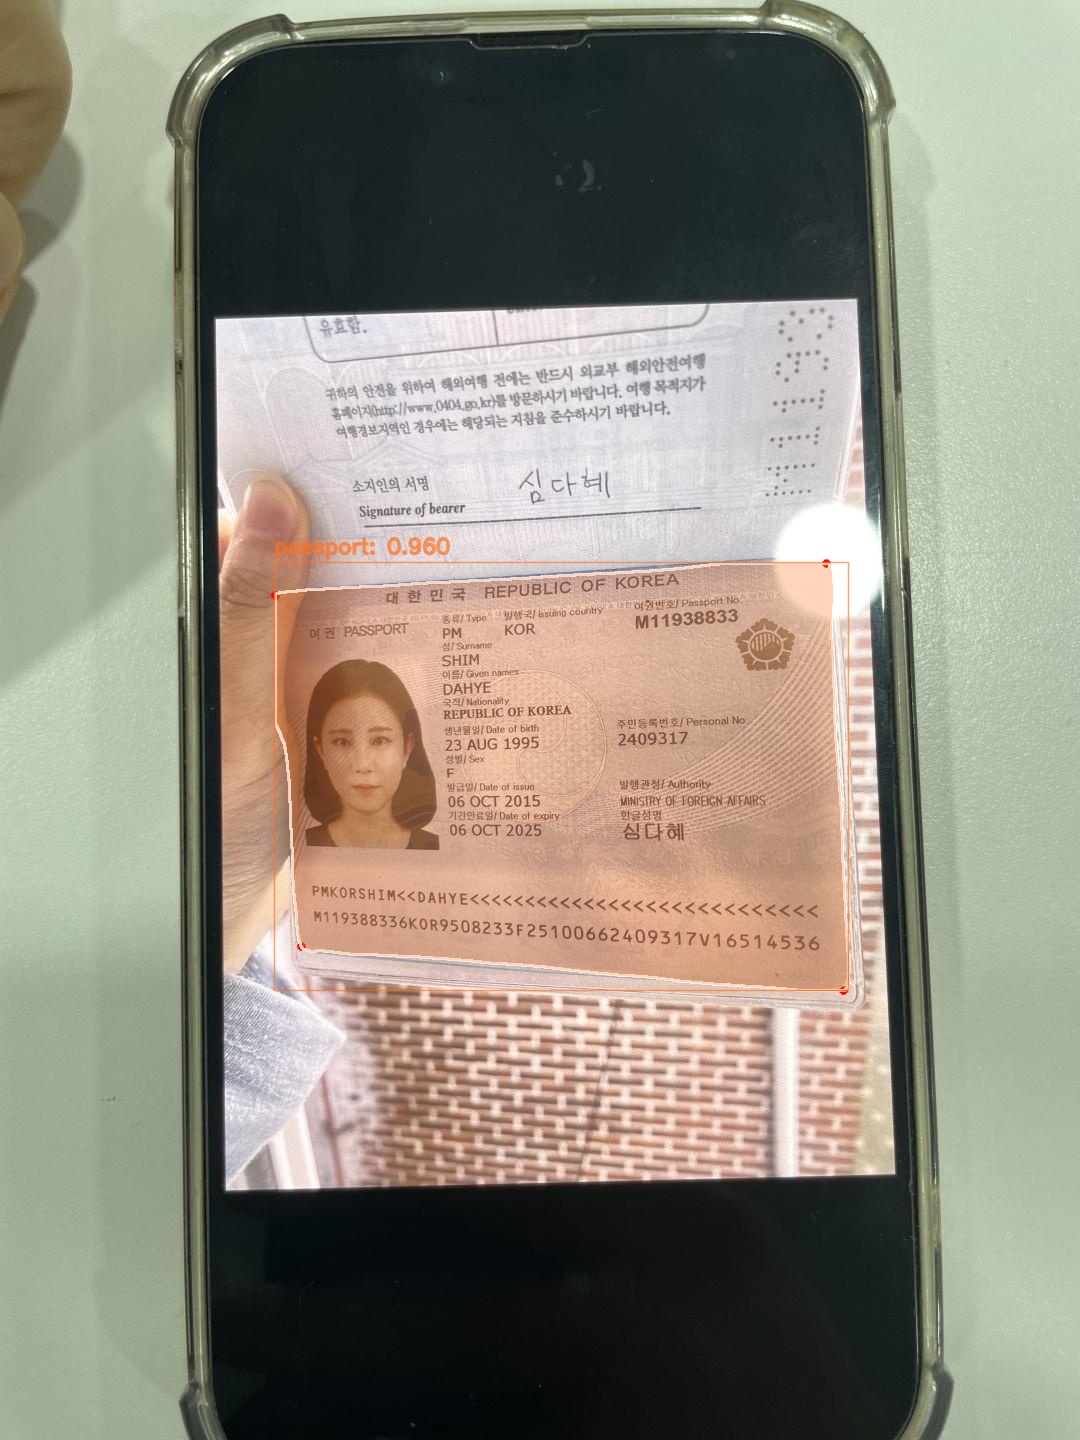 유효함.
귀하의 안전을 위하여 해외여행 전에는 반드시 외교부 해외안전여행
홈페이지(http://www.0404.go.kr)를 방문하시기 바랍니다. 여행 목적지가
여행경보지역인 경우에는 해당되는 지침을 준수하시기 바랍니다.
소지인의 서명 심다혜
Signature of bearer
passport: 0.960
대한민국 REPUBLIC OF KOREA
여권 PASSPORT
종류/ Type 발행국/ Issuing country 여권번호/ Passport No.
PM KOR M11938833
성/ Surname
SHIM
이름/ Given names
DAHYE
국적/ Nationality
REPUBLIC OF KOREA
생년월일/ Date of birth 주민등록번호/ Personal No.
23 AUG 1995 2409317
성별/ Sex
F
발급일/ Date of issue 발행관청/ Authority
06 OCT 2015 MINISTRY OF FOREIGN AFFAIRS
기간만료일/ Date of expiry 한글성명
06 OCT 2025 심다혜
PMKORSHIM<<DAHYE<<<<<<<<<<<<<<<<<<<<<<<<<<<<
M119388336KOR9508233F25100662409317V16514536